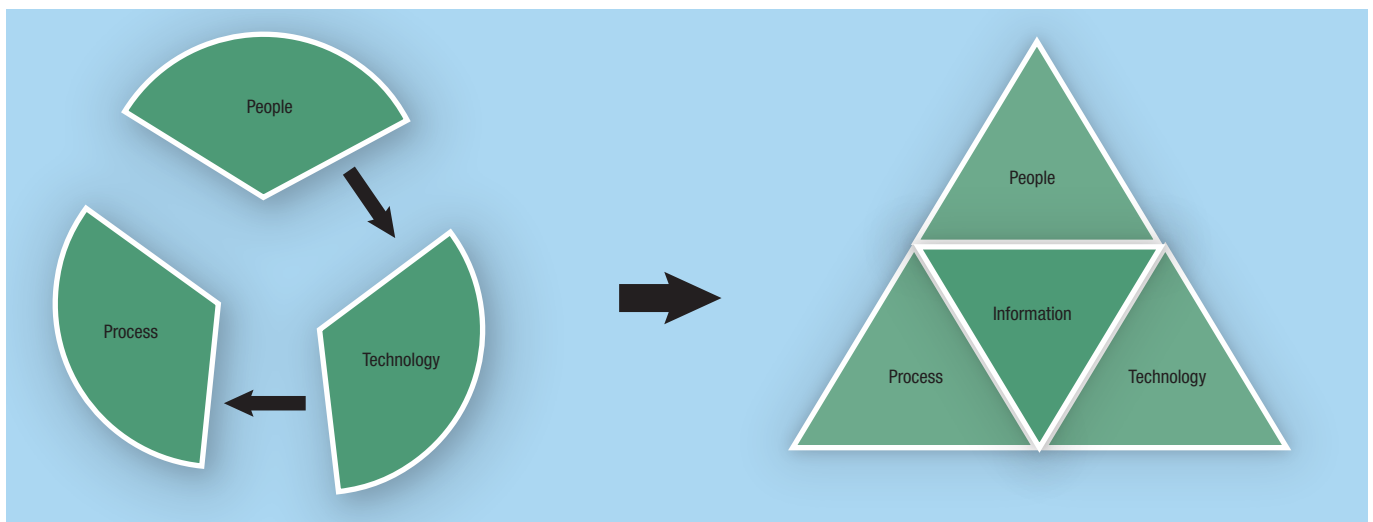 People
Process
Technology
People
Information
Process
Technology